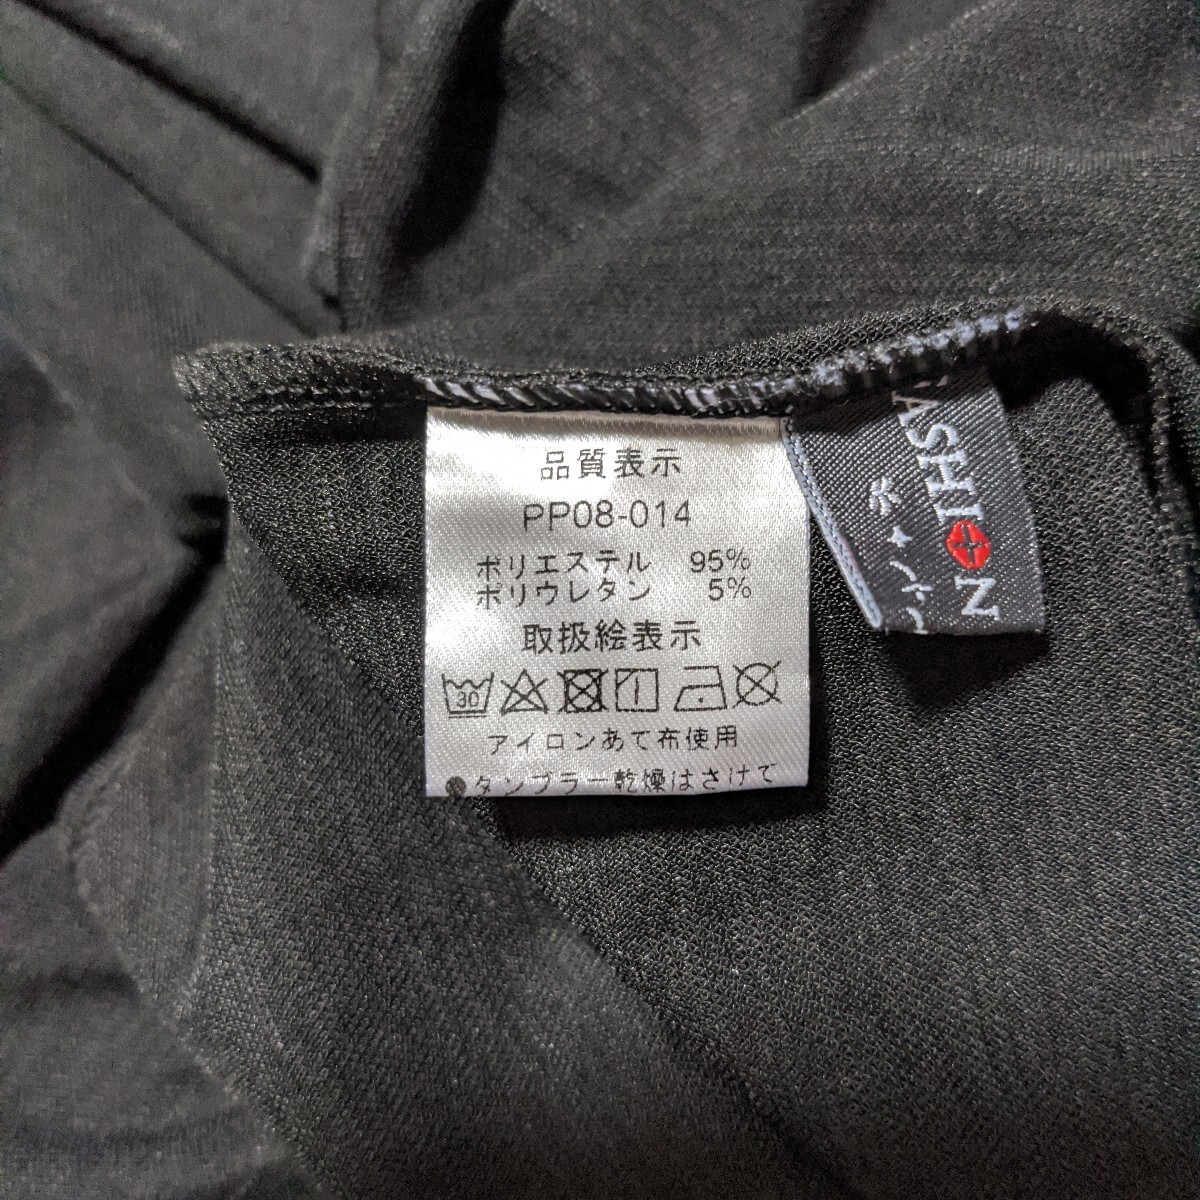 品質表示
PP08-014
ポリエステル 95%
ポリウレタン 5%
取扱絵表示
30
アイロンあて布使用
●タンブラー乾燥はさけて
ASHI
N